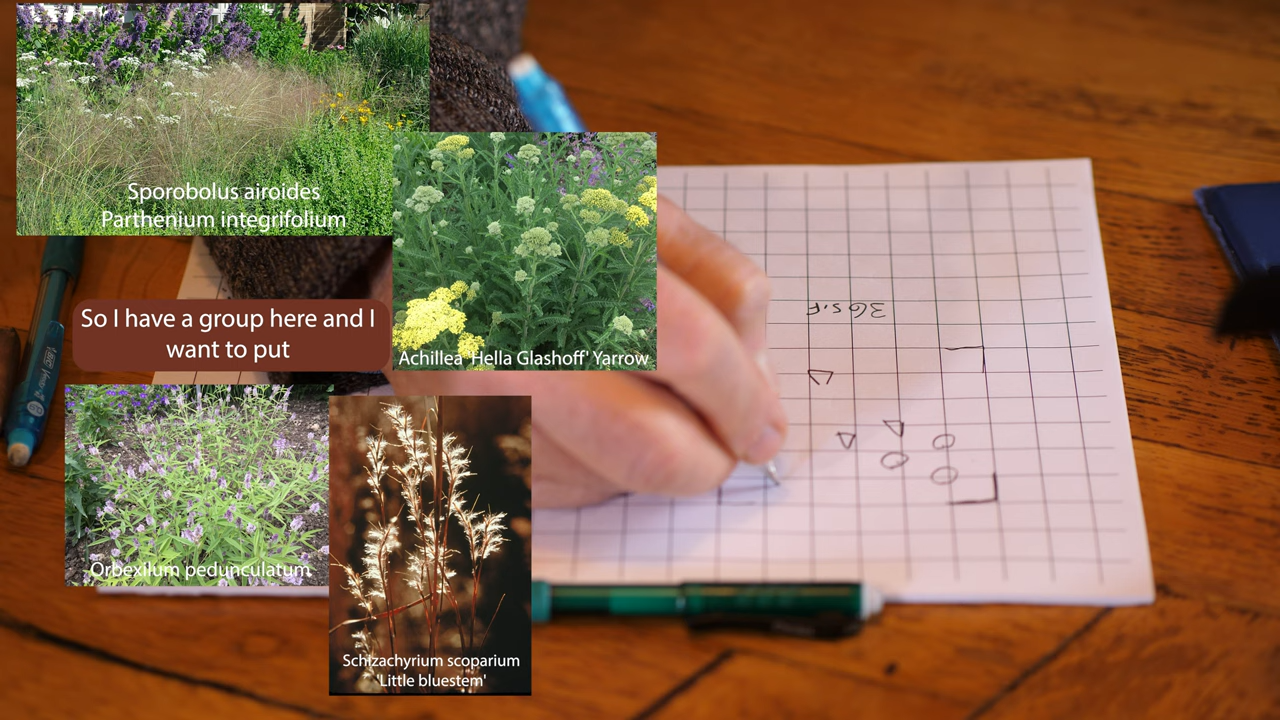 Sporobolus airoides
Parthenium integrifolium
Achillea 'Hella Glashoff' Yarrow
So I have a group here and I
want to put
36 S.F
Orbexilum pedunculatum
Schizachyrium scoparium
'Little bluestem'